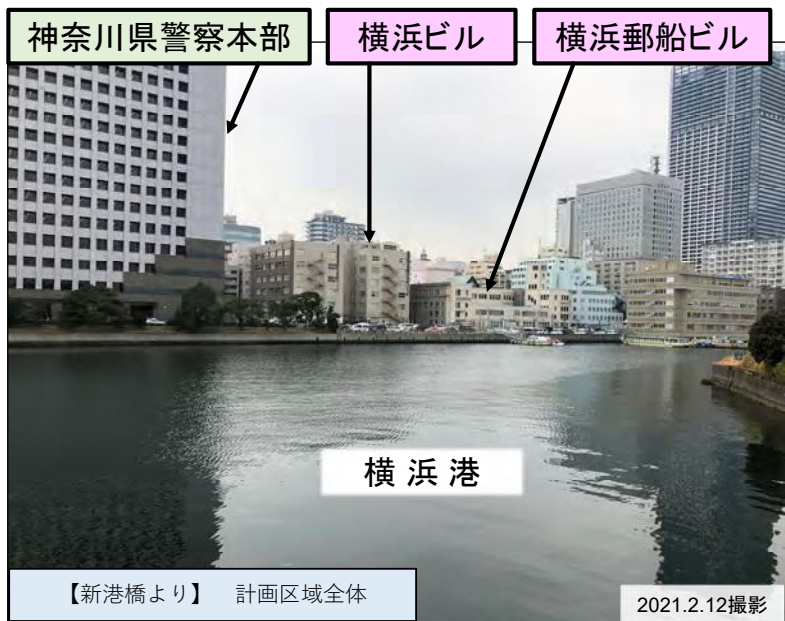 神奈川県警察本部
横浜ビル
横浜郵船ビル
横浜港
【新港橋より】　計画区域全体
2021.2.12撮影